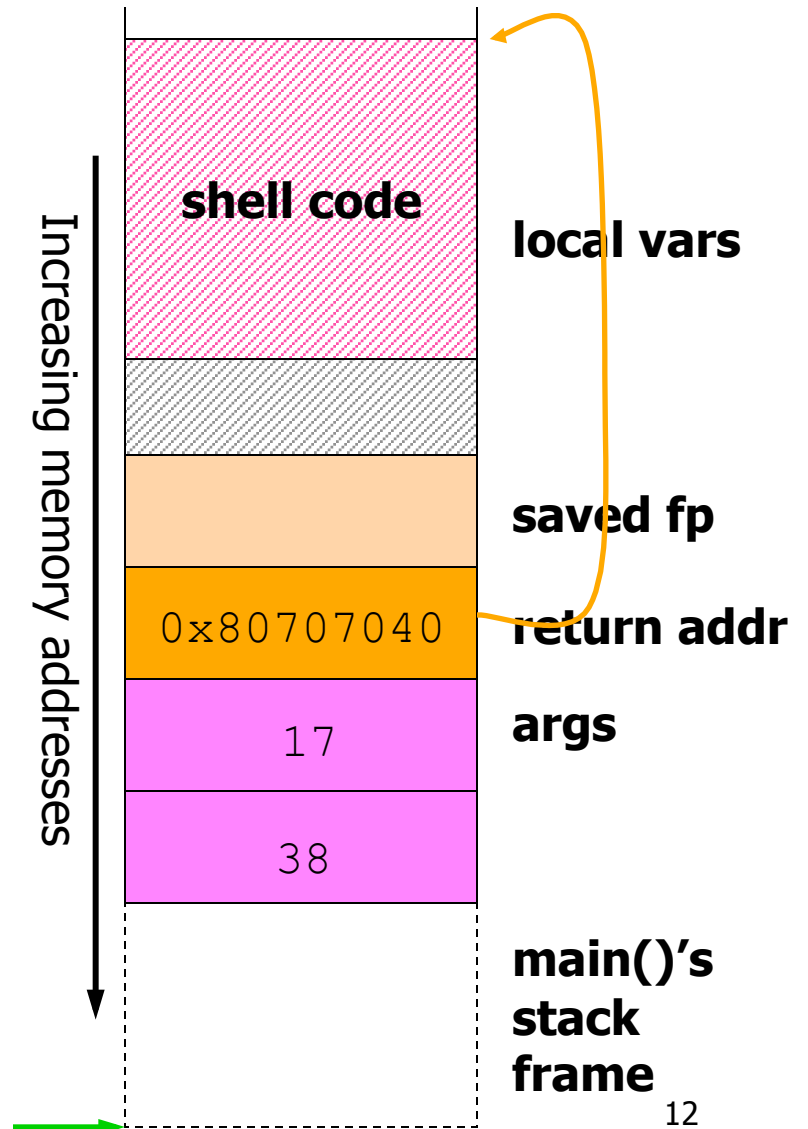 shell code
local vars
Increasing memory addresses
saved fp
0x80707040
return addr
17
args
38
main()’s
stack
frame
12